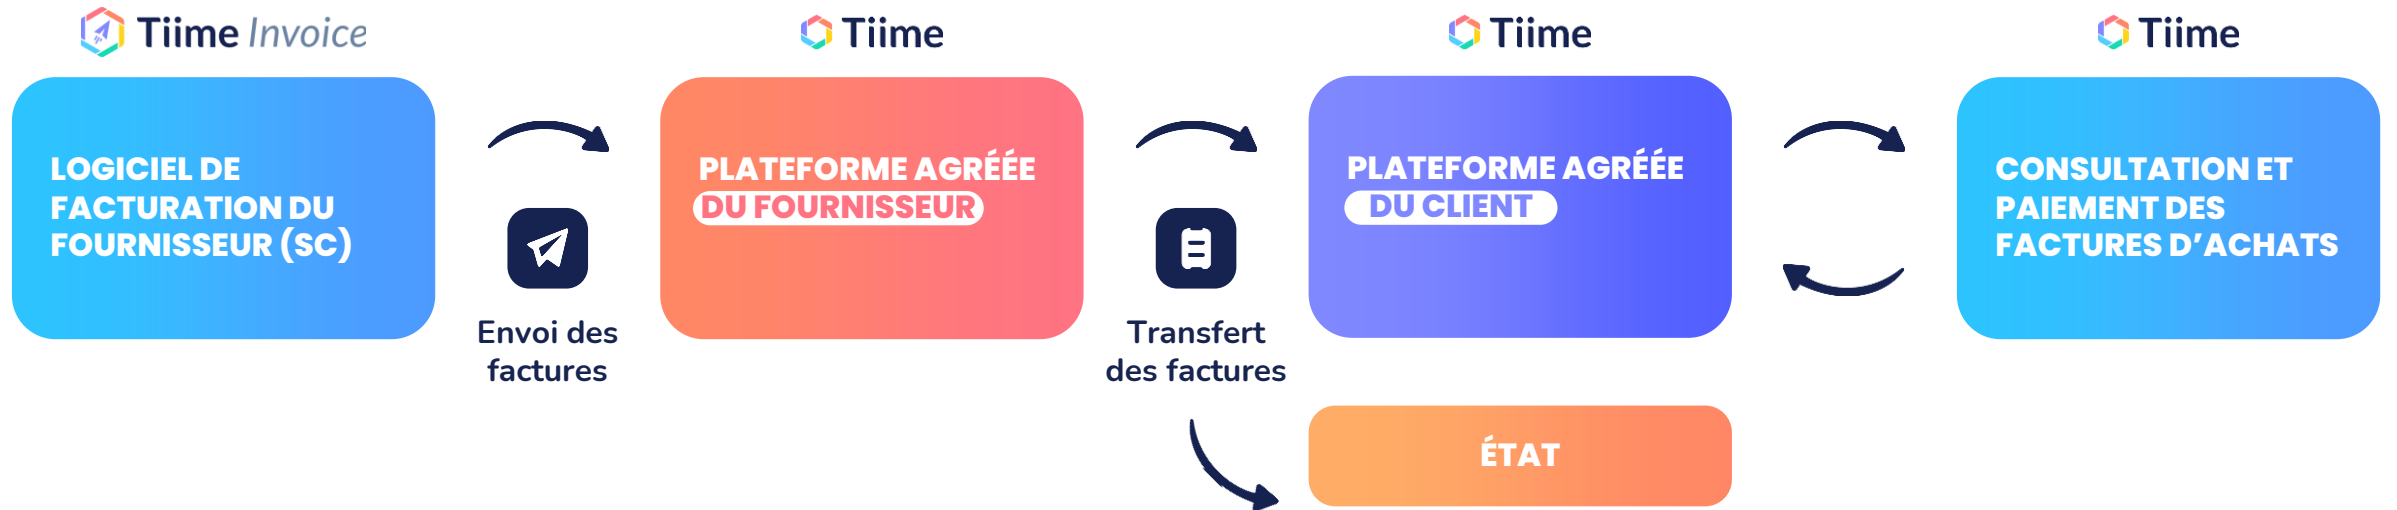 Tiime Invoice
Tiime
Tiime
Tiime
LOGICIEL DE
FACTURATION DU
FOURNISSEUR (SC)
Envoi des
factures
PLATEFORME AGRÉÉE
DU FOURNISSEUR
Transfert
des factures
PLATEFORME AGRÉÉE
DU CLIENT
CONSULTATION ET
PAIEMENT DES
FACTURES D’ACHATS
ÉTAT